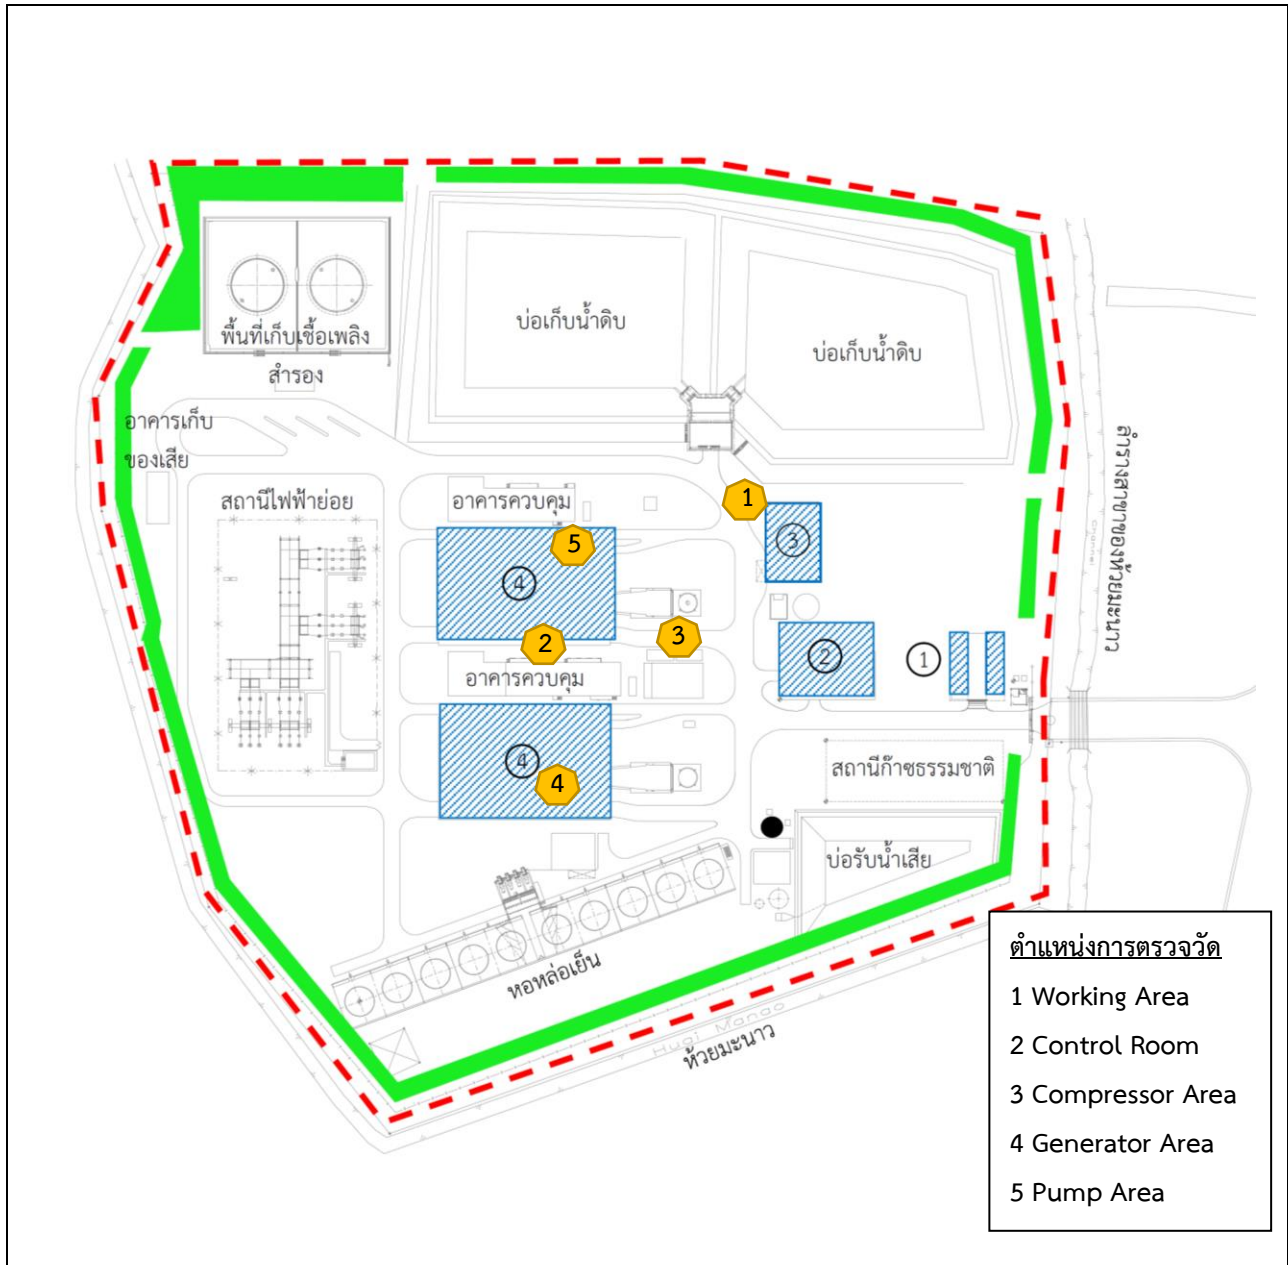 บ่อเก็บน้ำดิบ
พื้นที่เก็บเชื้อเพลิง
สำรอง
บ่อเก็บน้ำดิบ
อาคารเก็บ
ของเสีย
สถานีไฟฟ้าย่อย
อาคารควบคุม
1
3
5
4
2
3
อาคารควบคุม
2
1
ลำรางสาขาของห้วยมะนาว
Channel
4
4
สถานีก๊าซธรรมชาติ
บ่อรับน้ำเสีย
หอหล่อเย็น
Huai Manao
ห้วยมะนาว
ตำแหน่งการตรวจวัด
1 Working Area
2 Control Room
3 Compressor Area
4 Generator Area
5 Pump Area